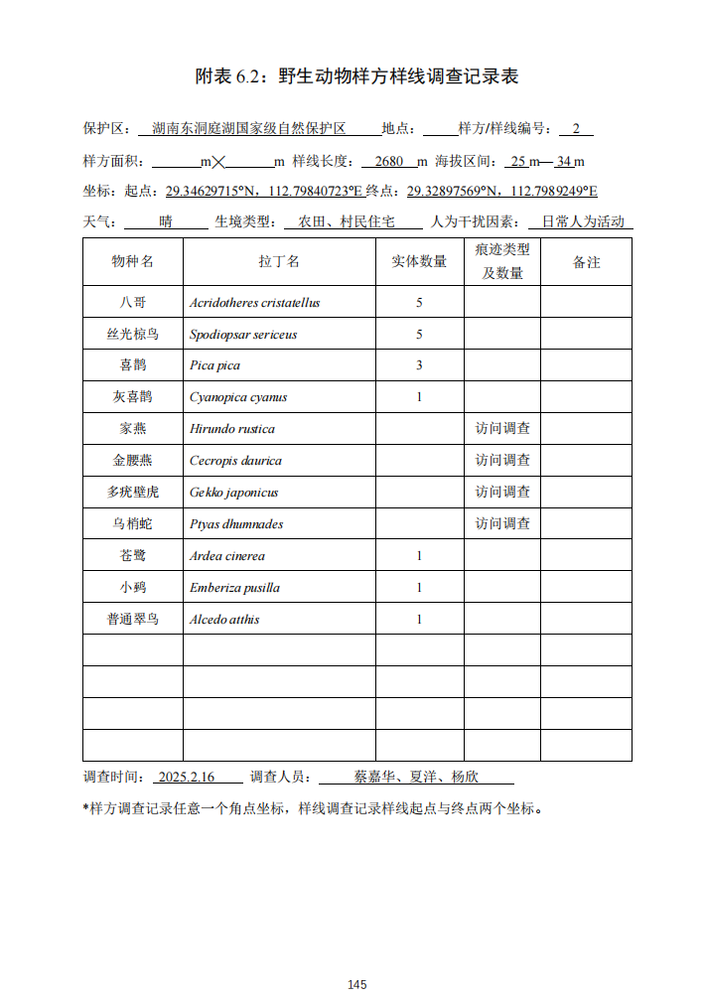 附表 6.2：野生动物样方样线调查记录表
保护区： 湖南东洞庭湖国家级自然保护区 地点： 样方/样线编号： 2
样方面积： m╳ m 样线长度： 2680 m 海拔区间： 25 m— 34 m
坐标：起点：29.34629715°N，112.79840723°E 终点：29.32897569°N，112.7989249°E
天气： 晴 生境类型： 农田、村民住宅 人为干扰因素： 日常人为活动
物种名 拉丁名 实体数量 痕迹类型及数量 备注
八哥 Acridotheres cristatellus 5
丝光椋鸟 Spodiopsar sericeus 5
喜鹊 Pica pica 3
灰喜鹊 Cyanopica cyanus 1
家燕 Hirundo rustica 访问调查
金腰燕 Cecropis daurica 访问调查
多疣壁虎 Gekko japonicus 访问调查
乌梢蛇 Ptyas dhumnades 访问调查
苍鹭 Ardea cinerea 1
小鹀 Emberiza pusilla 1
普通翠鸟 Alcedo atthis 1
调查时间： 2025.2.16 调查人员： 蔡嘉华、夏洋、杨欣
*样方调查记录任意一个角点坐标，样线调查记录样线起点与终点两个坐标。
145